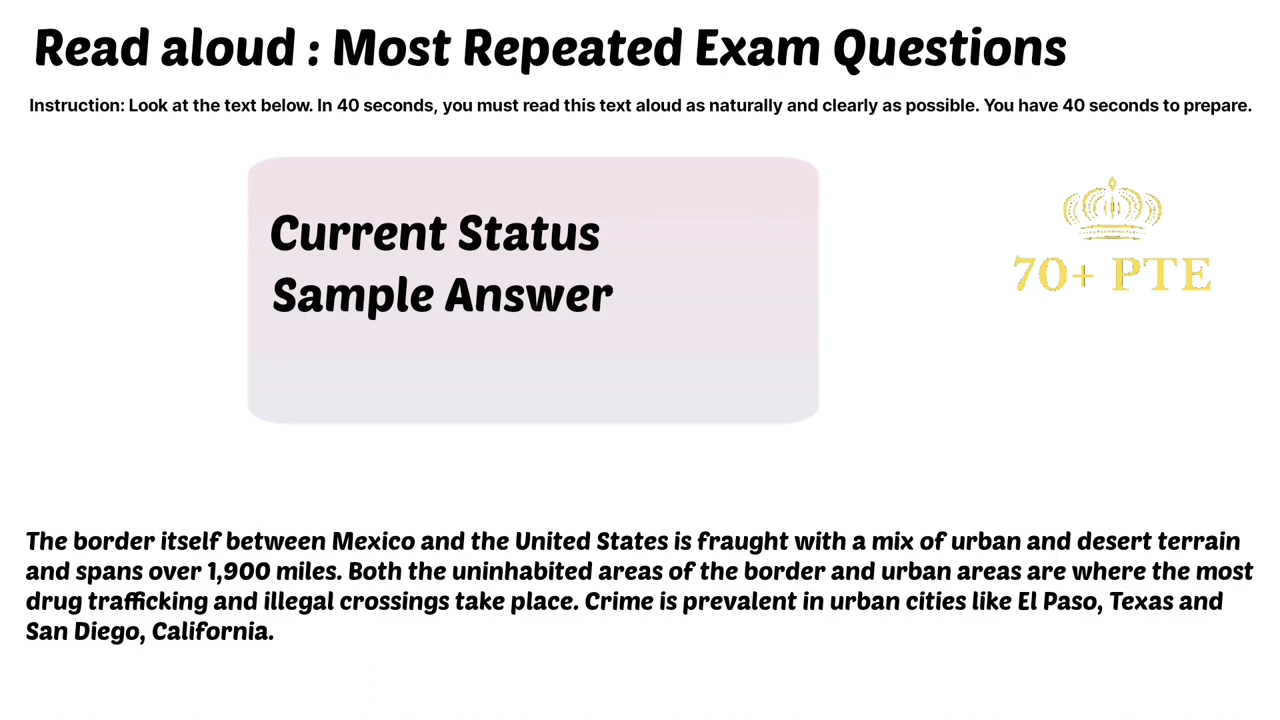 Read aloud : Most Repeated Exam Questions
Instruction: Look at the text below. In 40 seconds, you must read this text aloud as naturally and clearly as possible. You have 40 seconds to prepare.
Current Status
Sample Answer
70+ PTE
The border itself between Mexico and the United States is fraught with a mix of urban and desert terrain
and spans over 1,900 miles. Both the uninhabited areas of the border and urban areas are where the most
drug trafficking and illegal crossings take place. Crime is prevalent in urban cities like El Paso, Texas and
San Diego, California.